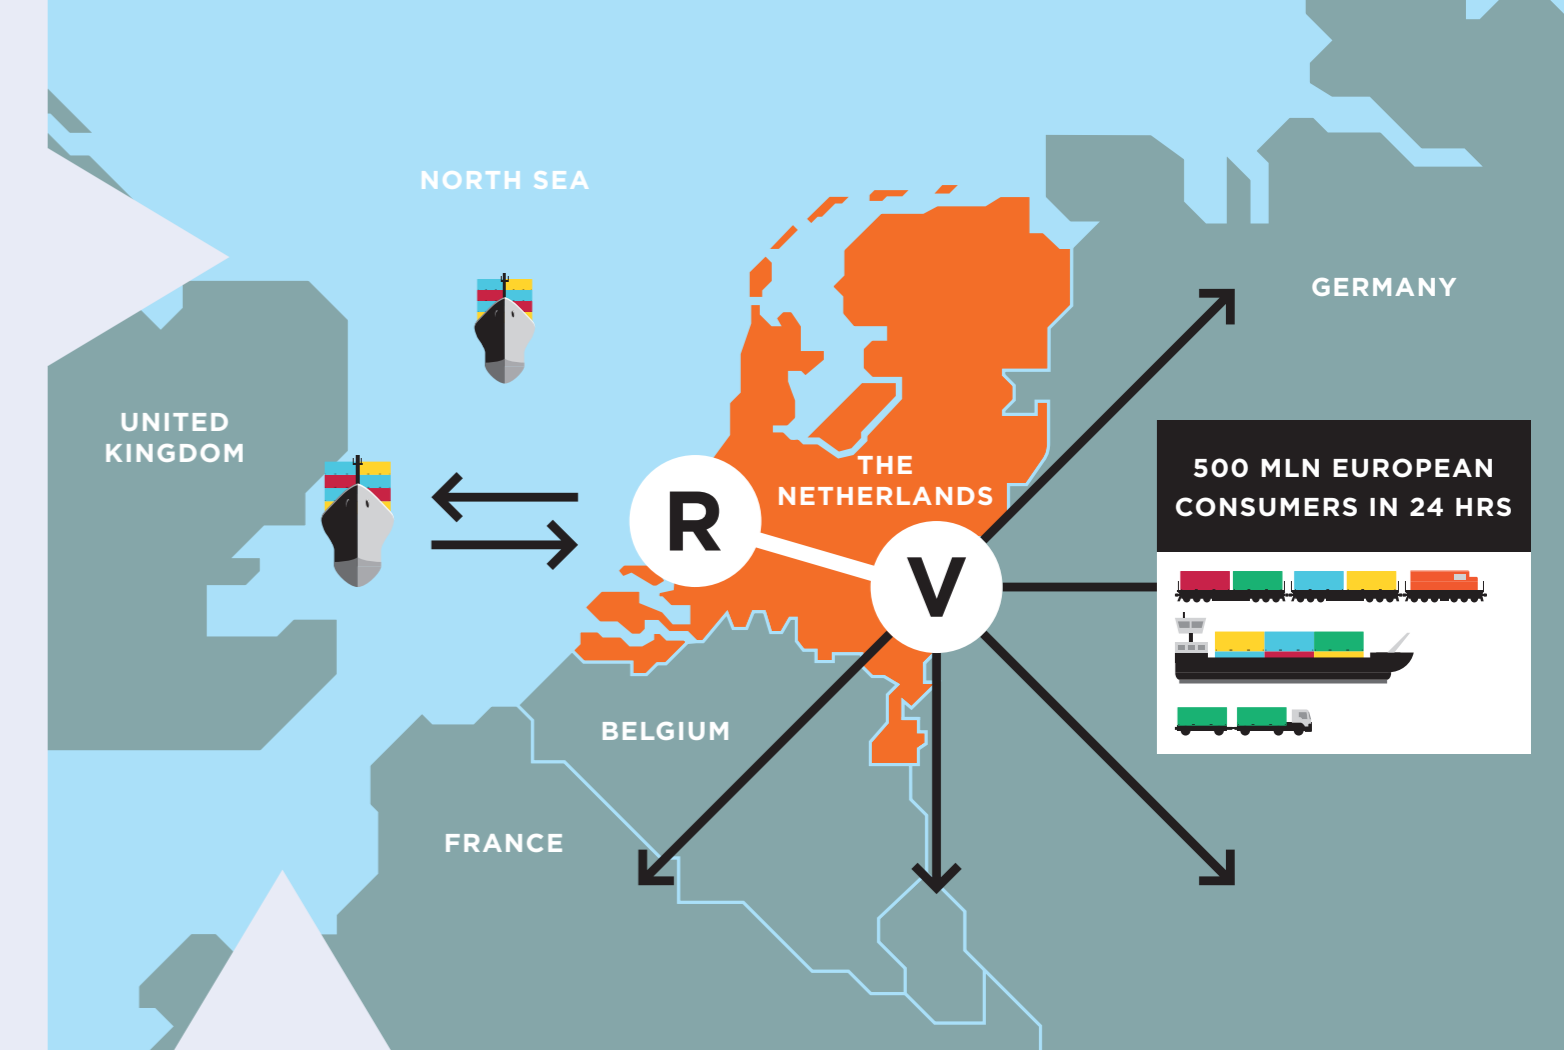 NORTH SEA
GERMANY
UNITED
KINGDOM
THE
NETHERLANDS
R
V
500 MLN EUROPEAN
CONSUMERS IN 24 HRS
BELGIUM
FRANCE